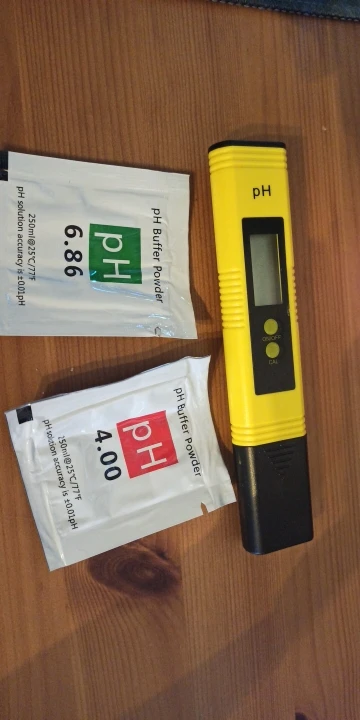 pH Buffer Powder
pH
6.86
250ml@25℃/77℉
pH solution accuracy is ±0.01pH
pH Buffer Powder
pH
4.00
250ml@25℃/77℉
pH solution accuracy is ±0.01pH
pH
ON/OFF
CAL